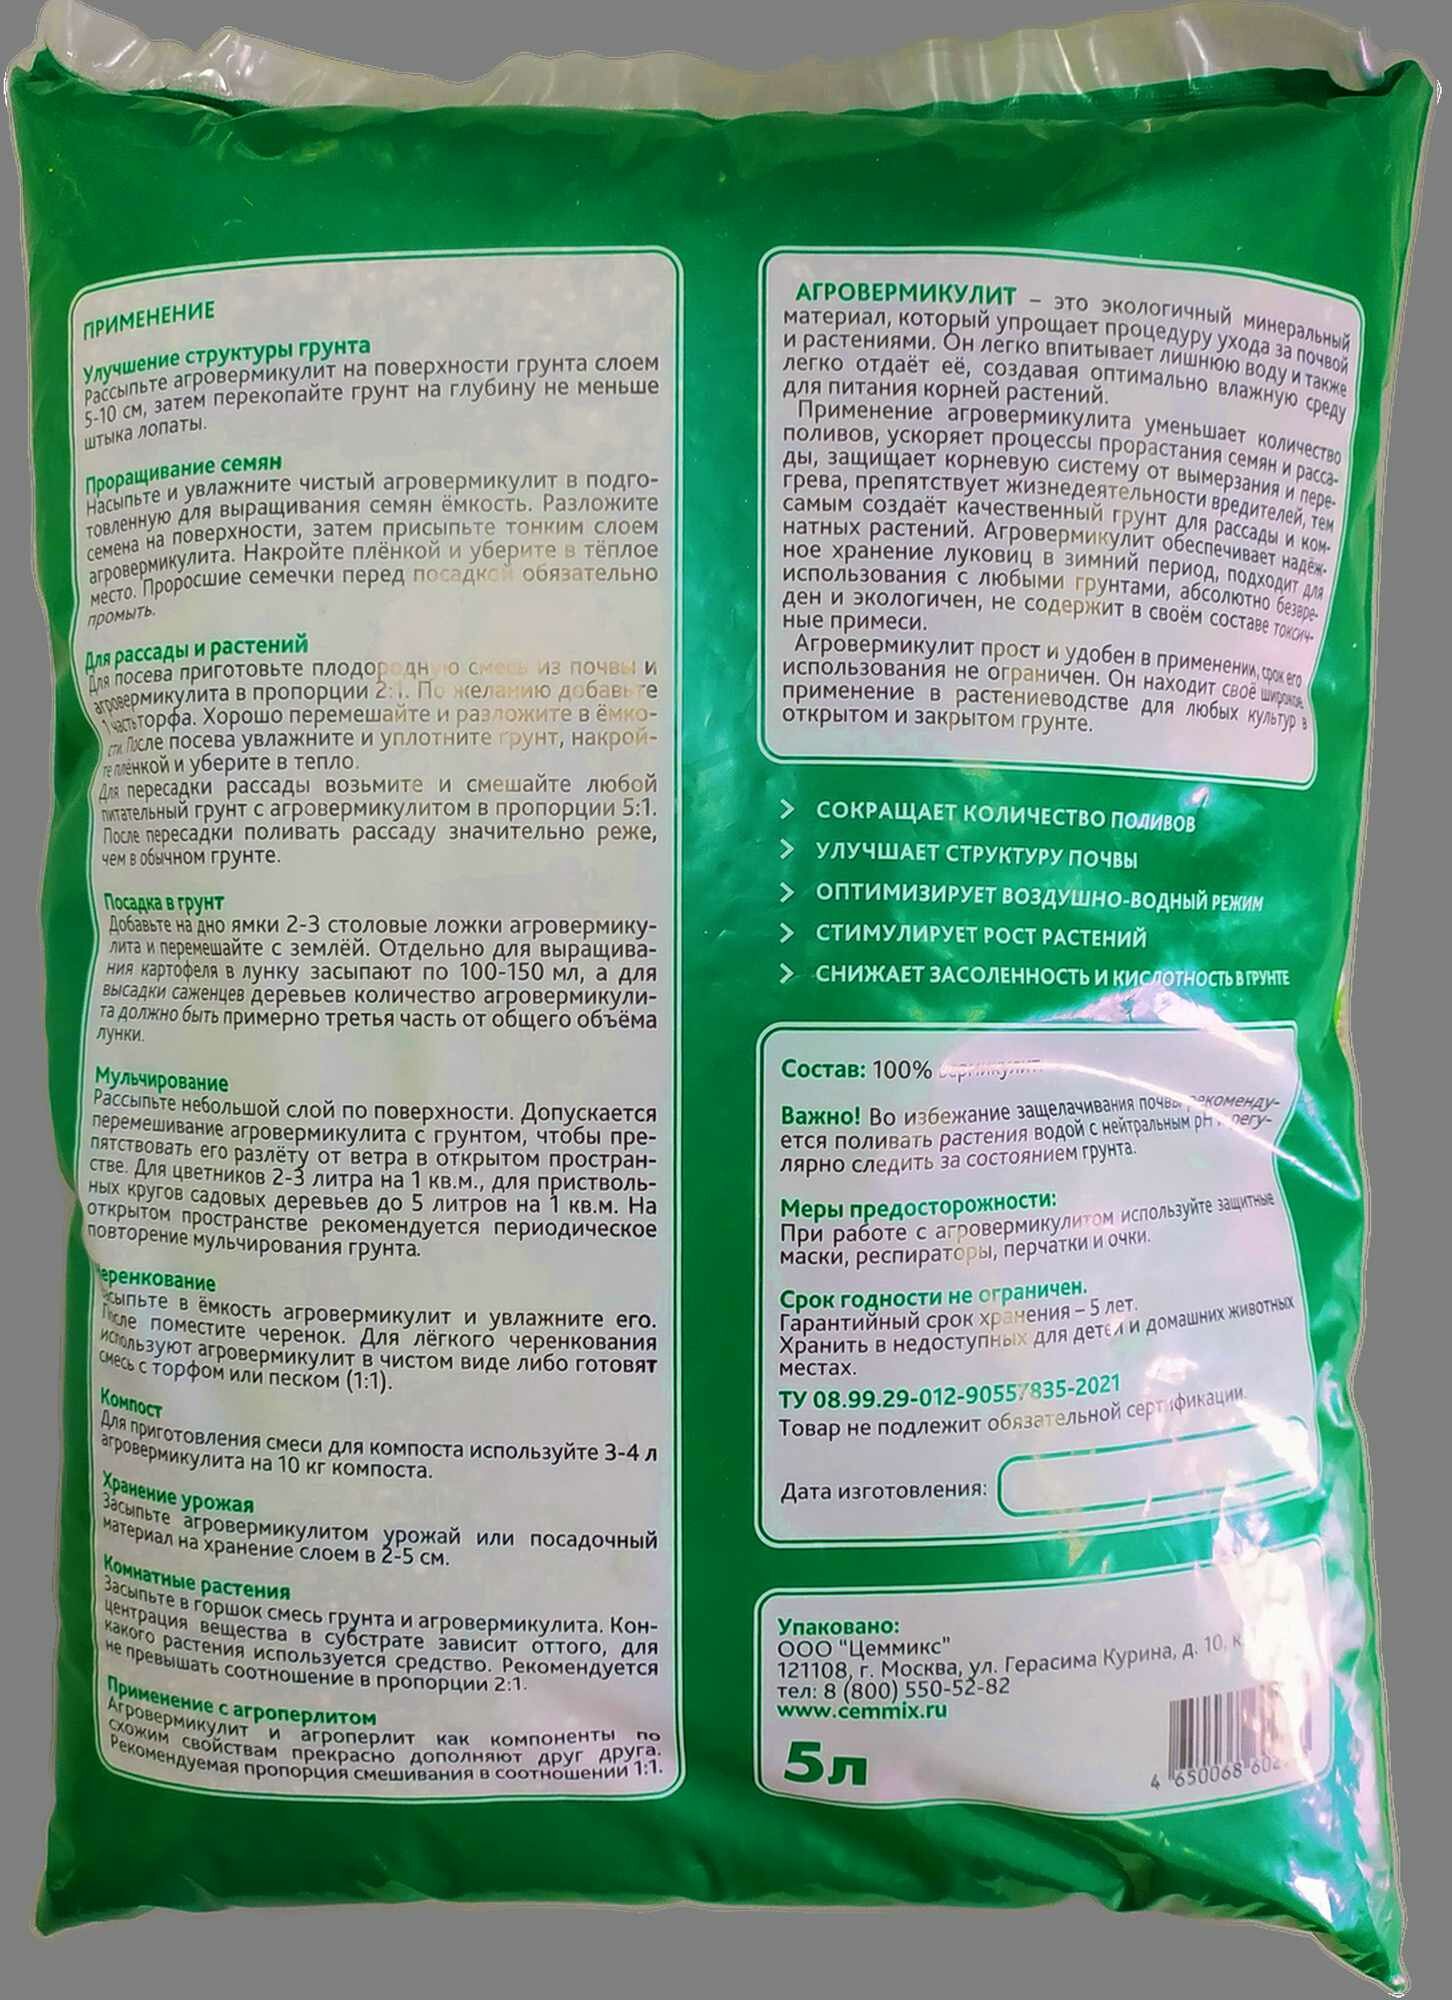 ПРИМЕНЕНИЕ
Улучшение структуры грунта
Рассыпьте агровермикулит на поверхности грунта слоем
5-10 см, затем перекопайте грунт на глубину не меньше
штыка лопаты.
Проращивание семян
Насыпьте и увлажните чистый агровермикулит в подго-
товленную для выращивания семян ёмкость. Разложите
семена на поверхности, затем присыпьте тонким слоем
агровермикулита. Накройте плёнкой и уберите в тёплое
место. Проросшие семечки перед посадкой обязательно
промыть.
Для рассады и растений
Для посева приготовьте плодородную смесь из почвы и
агровермикулита в пропорции 2:1. По желанию добавьте
1 часть торфа. Хорошо перемешайте и разложите в ёмко-
сти. После посева увлажните и уплотните грунт, накрой-
те плёнкой и уберите в тепло.
Для пересадки рассады возьмите и смешайте любой
питательный грунт с агровермикулитом в пропорции 5:1.
После пересадки поливать рассаду значительно реже,
чем в обычном грунте.
Посадка в грунт
Добавьте на дно ямки 2-3 столовые ложки агровермику-
лита и перемешайте с землёй. Отдельно для выращива-
ния картофеля в лунку засыпают по 100-150 мл, а для
высадки саженцев деревьев количество агровермикули-
та должно быть примерно третья часть от общего объёма
лунки.
Мульчирование
Рассыпьте небольшой слой по поверхности. Допускается
перемешивание агровермикулита с грунтом, чтобы пре-
пятствовать его разлёту от ветра в открытом простран-
стве. Для цветников 2-3 литра на 1 кв.м., для пристволь-
ных кругов садовых деревьев до 5 литров на 1 кв.м. На
открытом пространстве рекомендуется периодическое
повторение мульчирования грунта.
еренкование
Засыпьте в ёмкость агровермикулит и увлажните его.
После поместите черенок. Для лёгкого черенкования
используют агровермикулит в чистом виде либо готовят
смесь с торфом или песком (1:1).
Компост
Для приготовления смеси для компоста используйте 3-4 л
агровермикулита на 10 кг компоста.
Хранение урожая
Засыпьте агровермикулитом урожай или посадочный
материал на хранение слоем в 2-5 см.
Комнатные растения
Засыпьте в горшок смесь грунта и агровермикулита. Кон-
центрация вещества в субстрате зависит оттого, для
какого растения используется средство. Рекомендуется
не превышать соотношение в пропорции 2:1.
Применение с агроперлитом
Агровермикулит и агроперлит как компоненты по
схожим свойствам прекрасно дополняют друг друга.
Рекомендуемая пропорция смешивания в соотношении 1:1.
АГРОВЕРМИКУЛИТ – это экологичный минеральный
материал, который упрощает процедуру ухода за почвой
и растениями. Он легко впитывает лишнюю воду и также
легко отдаёт её, создавая оптимально влажную среду
для питания корней растений.
Применение агровермикулита уменьшает количество
поливов, ускоряет процессы прорастания семян и расса-
ды, защищает корневую систему от вымерзания и пере-
грева, препятствует жизнедеятельности вредителей, тем
самым создаёт качественный грунт для рассады и ком-
натных растений. Агровермикулит обеспечивает надёж-
ное хранение луковиц в зимний период, подходит для
использования с любыми грунтами, абсолютно безвре-
ден и экологичен, не содержит в своём составе токсич-
ные примеси.
Агровермикулит прост и удобен в применении, срок его
использования не ограничен. Он находит своё широкое
применение в растениеводстве для любых культур в
открытом и закрытом грунте.
> СОКРАЩАЕТ КОЛИЧЕСТВО ПОЛИВОВ
> УЛУЧШАЕТ СТРУКТУРУ ПОЧВЫ
> ОПТИМИЗИРУЕТ ВОЗДУШНО-ВОДНЫЙ РЕЖИМ
> СТИМУЛИРУЕТ РОСТ РАСТЕНИЙ
> СНИЖАЕТ ЗАСОЛЕННОСТЬ И КИСЛОТНОСТЬ В ГРУНТЕ
Состав: 100% вермикулит.
Важно! Во избежание защелачивания почвы рекоменду-
ется поливать растения водой с нейтральным pH и регу-
лярно следить за состоянием грунта.
Меры предосторожности:
При работе с агровермикулитом используйте защитные
маски, респираторы, перчатки и очки.
Срок годности не ограничен.
Гарантийный срок хранения – 5 лет.
Хранить в недоступных для детей и домашних животных
местах.
ТУ 08.99.29-012-90557835-2021
Товар не подлежит обязательной сертификации.
Дата изготовления:
Упаковано:
ООО "Цеммикс"
121108, г. Москва, ул. Герасима Курина, д. 10, к.
тел: 8 (800) 550-52-82
www.cemmix.ru
5л
4 650068 602